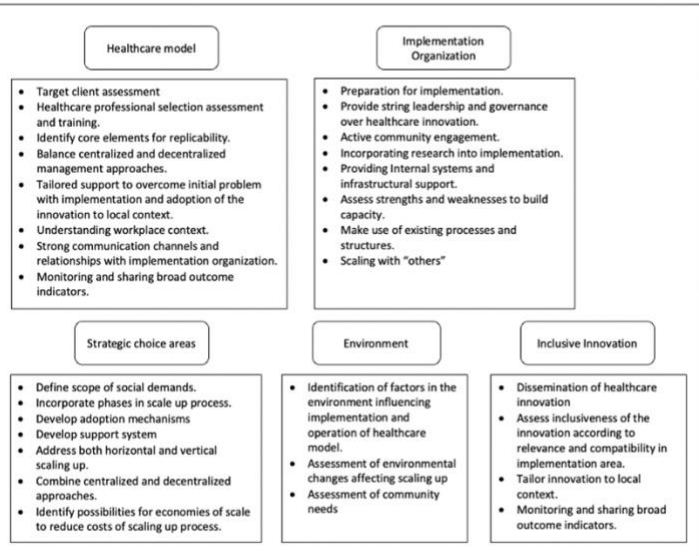 Healthcare model
• Target client assessment
• Healthcare professional selection assessment
and training.
• Identify core elements for replicability.
• Balance centralized and decentralized
management approaches.
• Tailored support to overcome initial problem
with implementation and adoption of the
innovation to local context.
• Understanding workplace context.
• Strong communication channels and
relationships with implementation organization.
• Monitoring and sharing broad outcome
indicators.
Implementation
Organization
• Preparation for implementation.
• Provide string leadership and governance
over healthcare innovation.
• Active community engagement.
• Incorporating research into implementation.
• Providing Internal systems and
infrastructural support.
• Assess strengths and weaknesses to build
capacity.
• Make use of existing processes and
structures.
• Scaling with "others"
Strategic choice areas
• Define scope of social demands.
• Incorporate phases in scale up process.
• Develop adoption mechanisms
• Develop support system
• Address both horizontal and vertical
scaling up.
• Combine centralized and decentralized
approaches.
• Identify possibilities for economies of scale
to reduce costs of scaling up process.
Environment
• Identification of factors in the
environment influencing
implementation and
operation of healthcare
model.
• Assessment of environmental
changes affecting scaling up
• Assessment of community
needs
Inclusive Innovation
• Dissemination of healthcare
innovation
• Assess inclusiveness of the
innovation according to
relevance and compatibility in
implementation area.
• Tailor innovation to local
context.
• Monitoring and sharing broad
outcome indicators.